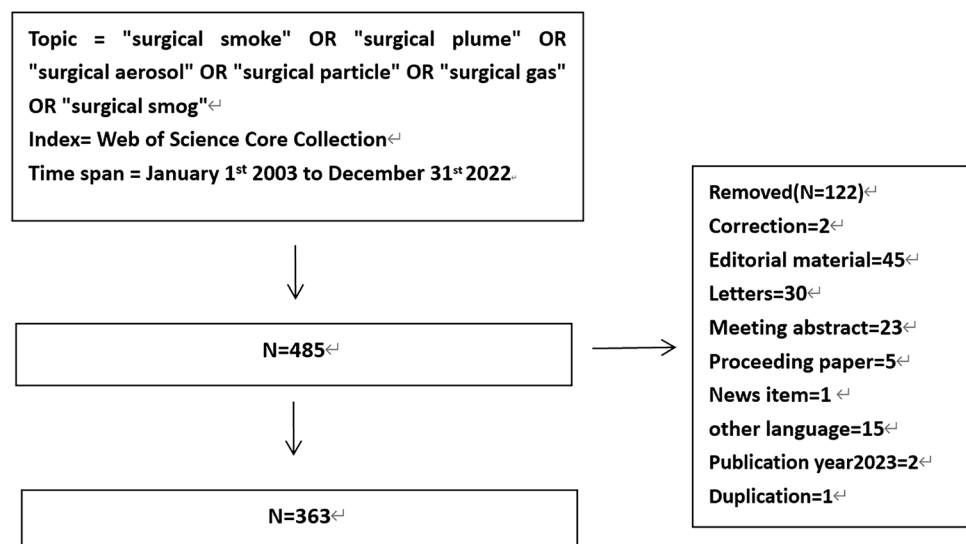 Topic = "surgical smoke" OR "surgical plume" OR
"surgical aerosol" OR "surgical particle" OR "surgical gas"
OR "surgical smog"↵
Index= Web of Science Core Collection↵
Time span = January 1st 2003 to December 31st 2022↵
N=485↵
Removed(N=122)↵
Correction=2↵
Editorial material=45↵
Letters=30↵
Meeting abstract=23↵
Proceeding paper=5↵
News item=1 ↵
other language=15↵
Publication year2023=2↵
Duplication=1↵
N=363↵